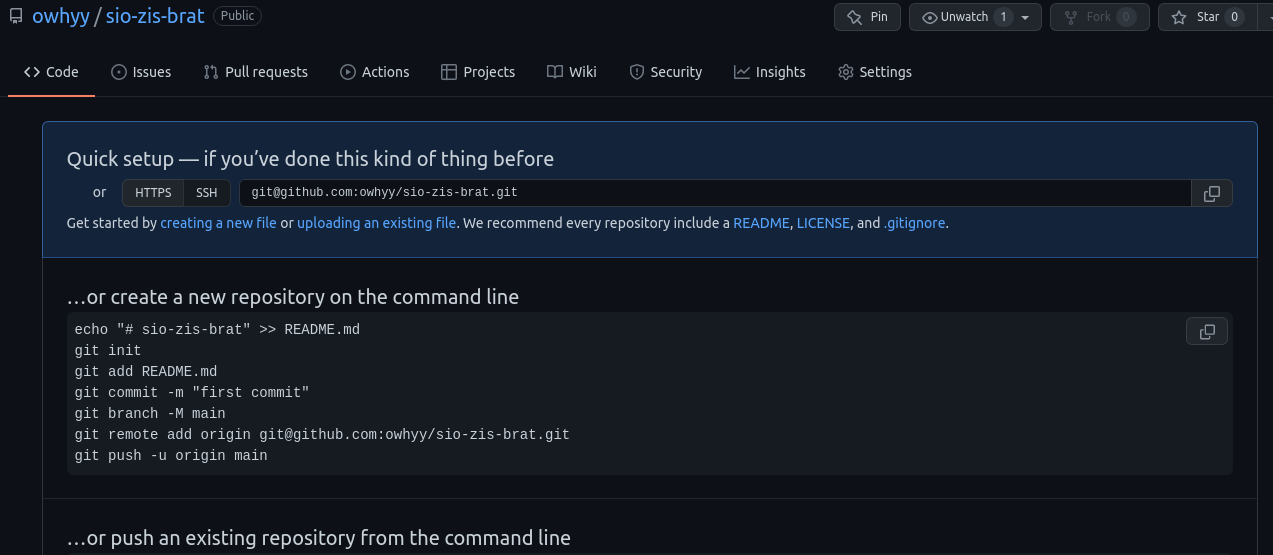 owhyy / sio-zis-brat Public
Pin Unwatch 1 Fork 0 Star 0
Code Issues Pull requests Actions Projects Wiki Security Insights Settings
Quick setup — if you’ve done this kind of thing before
or HTTPS SSH git@github.com:owhyy/sio-zis-brat.git
Get started by creating a new file or uploading an existing file. We recommend every repository include a README, LICENSE, and .gitignore.
…or create a new repository on the command line
echo "# sio-zis-brat" >> README.md
git init
git add README.md
git commit -m "first commit"
git branch -M main
git remote add origin git@github.com:owhyy/sio-zis-brat.git
git push -u origin main
…or push an existing repository from the command line